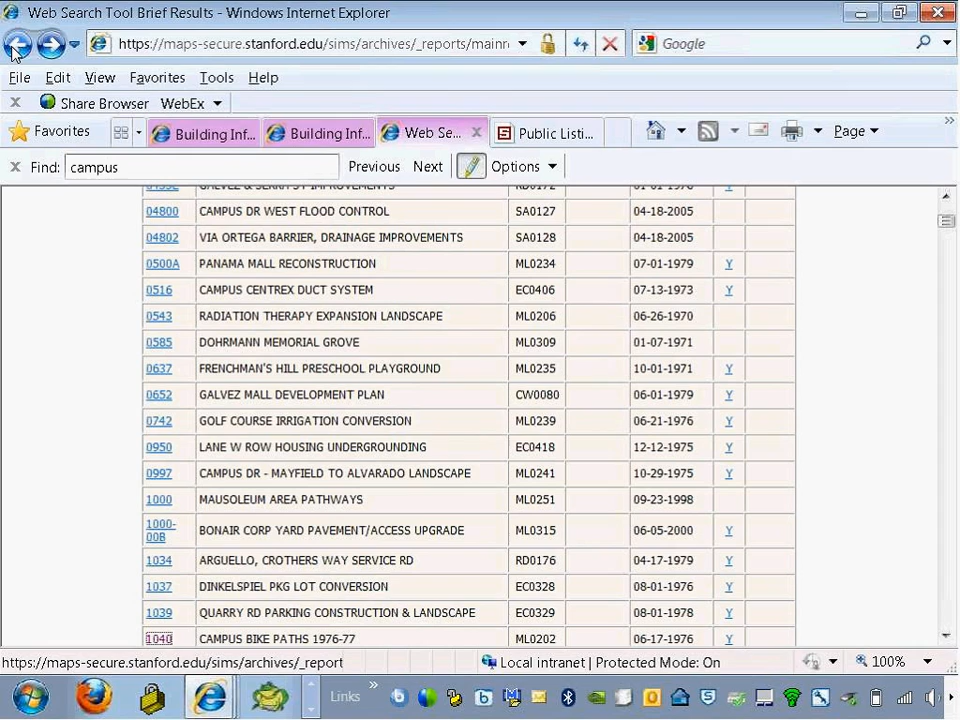 Web Search Tool Brief Results - Windows Internet Explorer
https://maps-secure.stanford.edu/sims/archives/_reports/mainr
Google
File Edit View Favorites Tools Help
Share Browser WebEx
Favorites
Building Inf...
Building Inf...
Web Se...
Public Listi...
Page
Find: campus Previous Next Options
GALVEZ & SERRA ST IMPROVEMENTS RD0172
04800 CAMPUS DR WEST FLOOD CONTROL SA0127 04-18-2005
04802 VIA ORTEGA BARRIER, DRAINAGE IMPROVEMENTS SA0128 04-18-2005
0500A PANAMA MALL RECONSTRUCTION ML0234 07-01-1979 Y
0516 CAMPUS CENTREX DUCT SYSTEM EC0406 07-13-1973 Y
0543 RADIATION THERAPY EXPANSION LANDSCAPE ML0206 06-26-1970
0585 DOHRMANN MEMORIAL GROVE ML0309 01-07-1971
0637 FRENCHMAN'S HILL PRESCHOOL PLAYGROUND ML0235 10-01-1971 Y
0652 GALVEZ MALL DEVELOPMENT PLAN CW0080 06-01-1979 Y
0742 GOLF COURSE IRRIGATION CONVERSION ML0239 06-21-1976 Y
0950 LANE W ROW HOUSING UNDERGROUNDING EC0418 12-12-1975 Y
0997 CAMPUS DR - MAYFIELD TO ALVARADO LANDSCAPE ML0241 10-29-1975 Y
1000 MAUSOLEUM AREA PATHWAYS ML0251 09-23-1998
1000-
00B BONAIR CORP YARD PAVEMENT/ACCESS UPGRADE ML0315 06-05-2000 Y
1034 ARGUELLO, CROTHERS WAY SERVICE RD RD0176 04-17-1979 Y
1037 DINKELSPIEL PKG LOT CONVERSION EC0328 08-01-1976 Y
1039 QUARRY RD PARKING CONSTRUCTION & LANDSCAPE EC0329 08-01-1978 Y
1040 CAMPUS BIKE PATHS 1976-77 ML0202 06-17-1976 Y
https://maps-secure.stanford.edu/sims/archives/_report Local intranet | Protected Mode: On 100%
Links